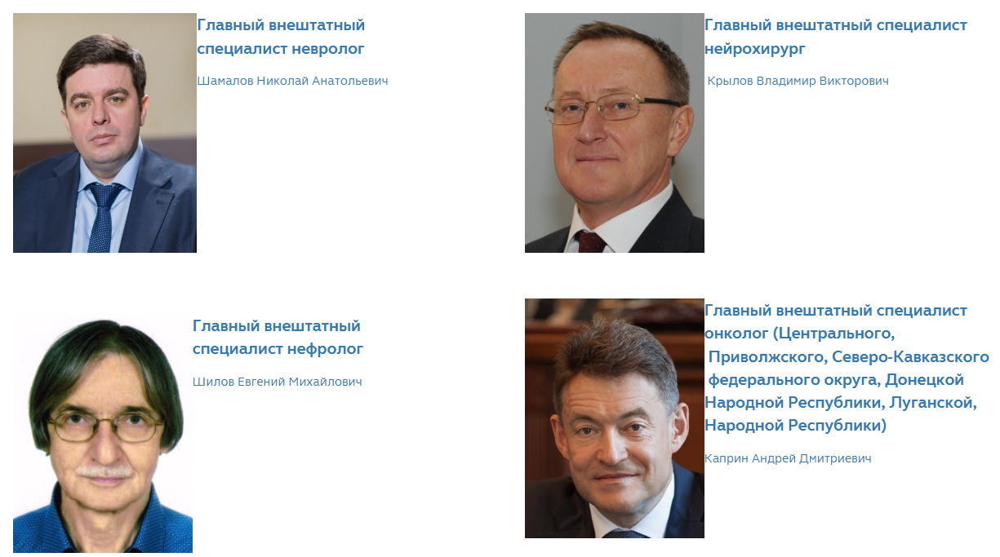 Главный внештатный
специалист невролог
Шамалов Николай Анатольевич
Главный внештатный специалист
нейрохирург
Крылов Владимир Викторович
Главный внештатный
специалист нефролог
Шилов Евгений Михайлович
Главный внештатный специалист
онколог (Центрального,
Приволжского, Северо-Кавказского
федерального округа, Донецкой
Народной Республики, Луганской,
Народной Республики)
Каприн Андрей Дмитриевич